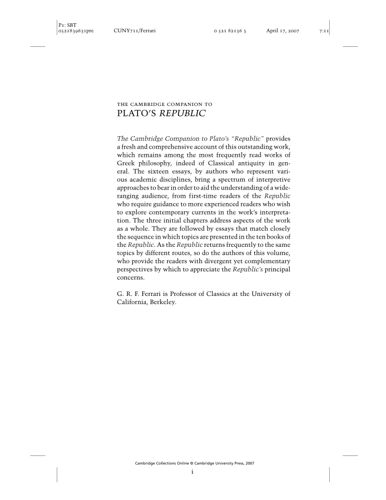 P1: SBT
0521839631pre CUNY711/Ferrari 0 521 82136 5 April 17, 2007 7:21
THE CAMBRIDGE COMPANION TO
PLATO'S REPUBLIC
The Cambridge Companion to Plato's "Republic" provides
a fresh and comprehensive account of this outstanding work,
which remains among the most frequently read works of
Greek philosophy, indeed of Classical antiquity in gen-
eral. The sixteen essays, by authors who represent vari-
ous academic disciplines, bring a spectrum of interpretive
approaches to bear in order to aid the understanding of a wide-
ranging audience, from first-time readers of the Republic
who require guidance to more experienced readers who wish
to explore contemporary currents in the work's interpreta-
tion. The three initial chapters address aspects of the work
as a whole. They are followed by essays that match closely
the sequence in which topics are presented in the ten books of
the Republic. As the Republic returns frequently to the same
topics by different routes, so do the authors of this volume,
who provide the readers with divergent yet complementary
perspectives by which to appreciate the Republic's principal
concerns.
G. R. F. Ferrari is Professor of Classics at the University of
California, Berkeley.
Cambridge Collections Online © Cambridge University Press, 2007
i